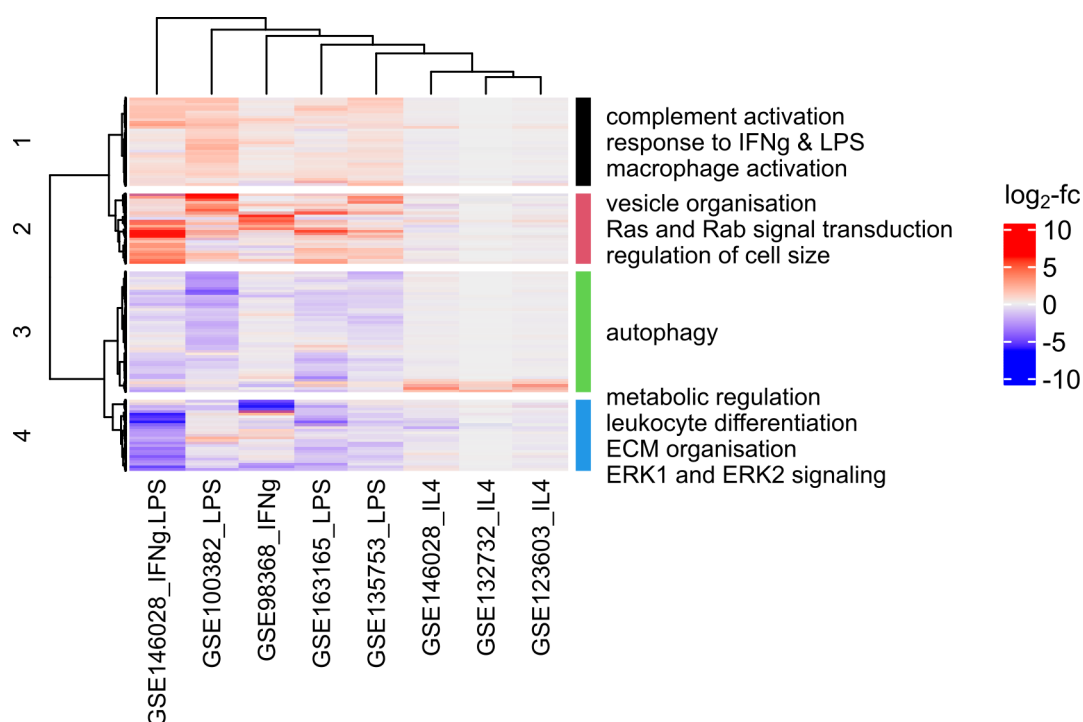 1
complement activation
response to IFNg & LPS
macrophage activation
2
vesicle organisation
Ras and Rab signal transduction
regulation of cell size
3
autophagy
4
metabolic regulation
leukocyte differentiation
ECM organisation
ERK1 and ERK2 signaling
log2-fc
10
5
0
-5
-10
GSE146028_IFNg.LPS
GSE100382_LPS
GSE98368_IFNg
GSE163165_LPS
GSE135753_LPS
GSE146028_IL4
GSE132732_IL4
GSE123603_IL4